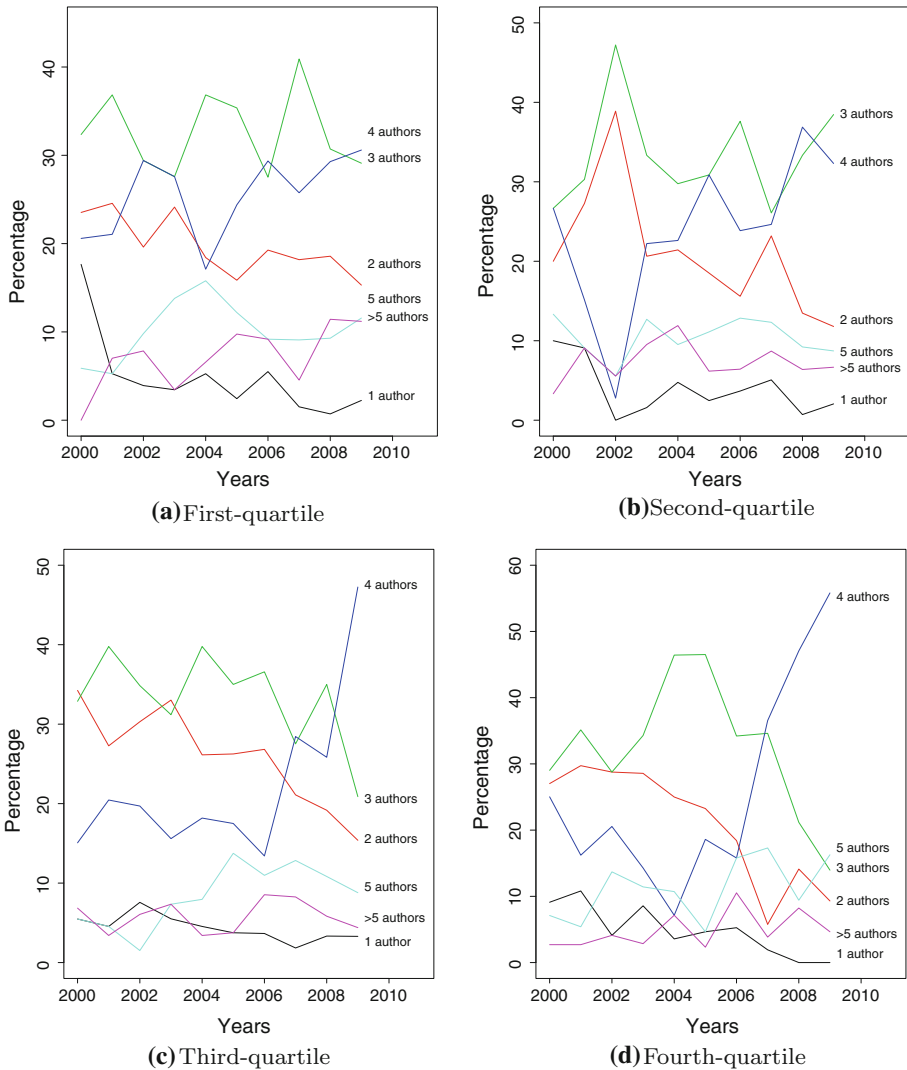 Percentage
0 10 20 30 40
4 authors
3 authors
2 authors
5 authors
>5 authors
1 author
2000 2002 2004 2006 2008 2010
Years
(a) First-quartile
Percentage
0 10 20 30 40 50
3 authors
4 authors
2 authors
5 authors
>5 authors
1 author
2000 2002 2004 2006 2008 2010
Years
(b) Second-quartile
Percentage
0 10 20 30 40 50
4 authors
3 authors
2 authors
5 authors
>5 authors
1 author
2000 2002 2004 2006 2008 2010
Years
(c) Third-quartile
Percentage
0 10 20 30 40 50 60
4 authors
5 authors
3 authors
2 authors
>5 authors
1 author
2000 2002 2004 2006 2008 2010
Years
(d) Fourth-quartile